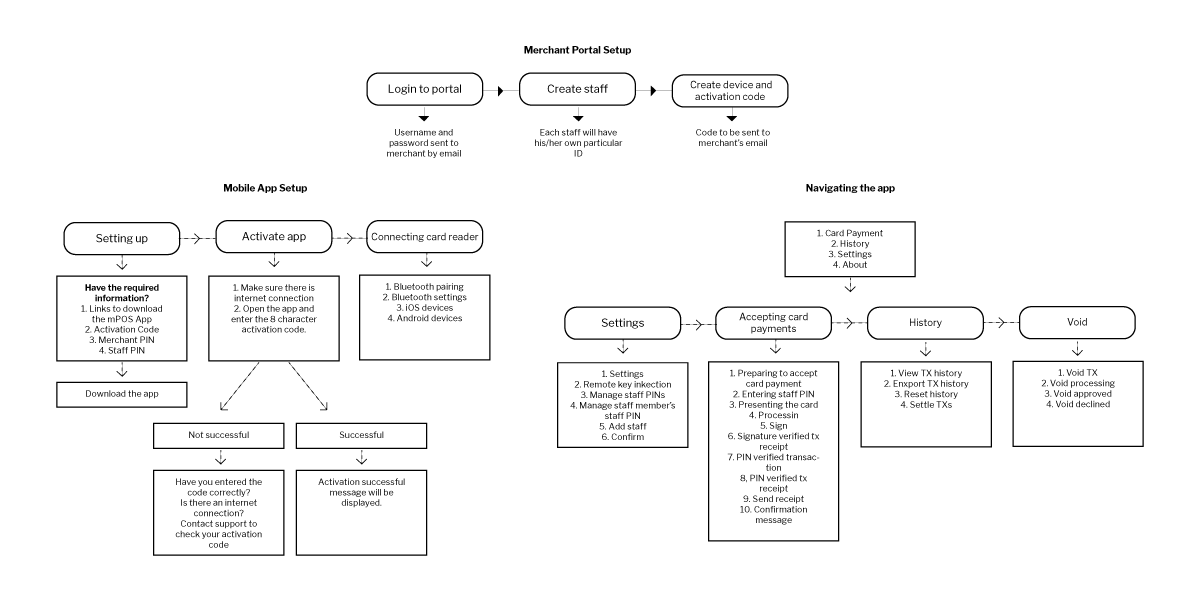 Merchant Portal Setup
Login to portal
Create staff
Create device and
activation code
Username and
password sent to
merchant by email
Each staff will have
his/her own particular
ID
Code to be sent to
merchant's email
Mobile App Setup
Setting up
Activate app
Connecting card reader
Have the required
information?
1. Links to download
the mPOS App
2. Activation Code
3. Merchant PIN
4. Staff PIN
1. Make sure there is
internet connection
2. Open the app and
enter the 8 character
activation code.
1. Bluetooth pairing
2. Bluetooth settings
3. iOS devices
4. Android devices
Download the app
Not successful
Successful
Have you entered the
code correctly?
Is there an internet
connection?
Contact support to
check your activation
code
Activation successful
message will be
displayed.
Navigating the app
1. Card Payment
2. History
3. Settings
4. About
Settings
Accepting card
payments
History
Void
1. Settings
2. Remote key inkection
3. Manage staff PINs
4. Manage staff member's
staff PIN
5. Add staff
6. Confirm
1. Preparing to accept
card payment
2. Entering staff PIN
3. Presenting the card
4. Processin
5. Sign
6. Signature verified tx
receipt
7. PIN verified transac-
tion
8, PIN verified tx
receipt
9. Send receipt
10. Confirmation
message
1. View TX history
2. Enxport TX history
3. Reset history
4. Settle TXs
1. Void TX
2. Void processing
3. Void approved
4. Void declined